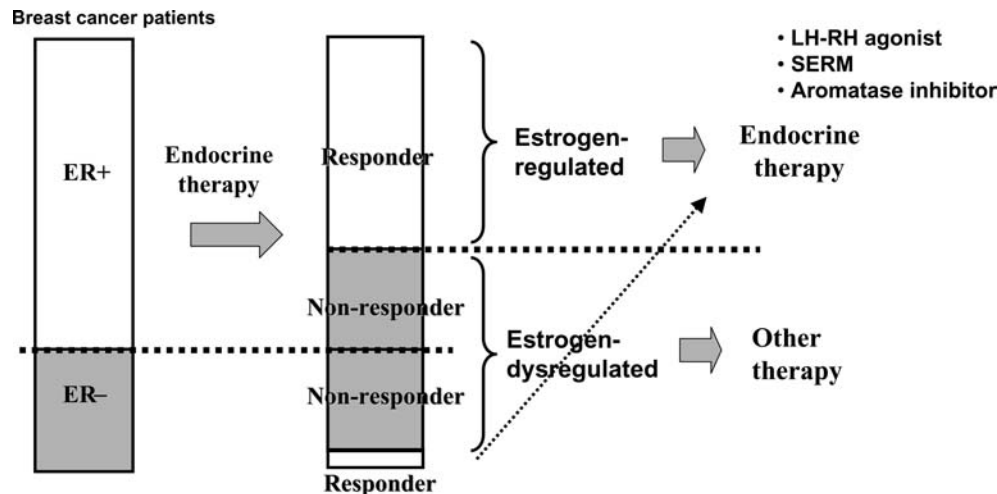 Breast cancer patients
ER+
ER–
Endocrine
therapy
Responder
Non-responder
Non-responder
Responder
Estrogen-
regulated
Estrogen-
dysregulated
• LH-RH agonist
• SERM
• Aromatase inhibitor
Endocrine
therapy
Other
therapy